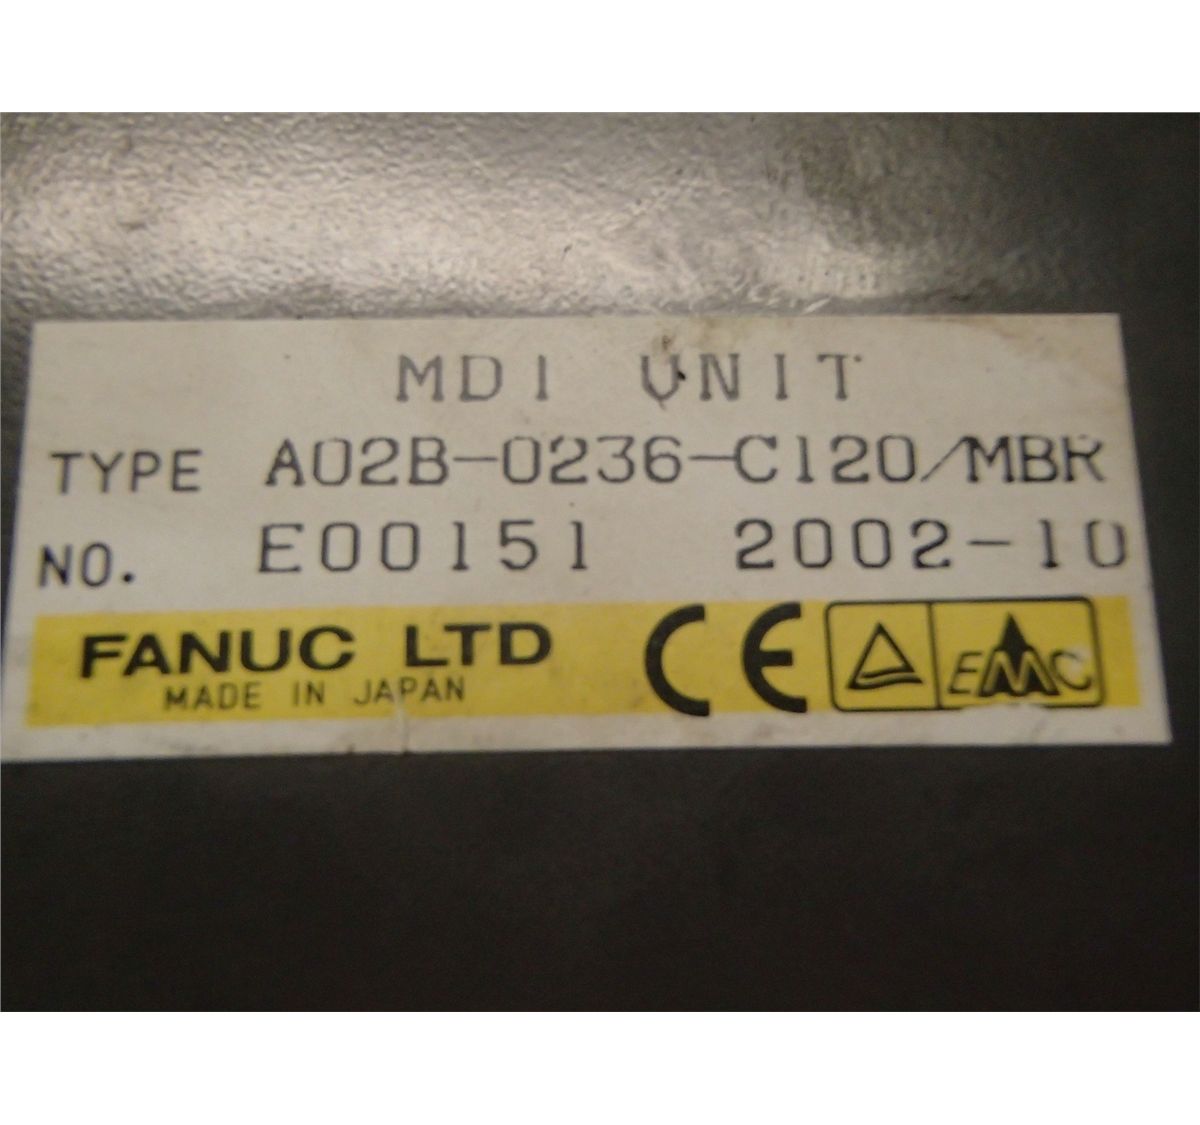 MDI UNIT
TYPE A02B-0236-C120/MBR
NO. E00151 2002-10
FANUC LTD CE EMC
MADE IN JAPAN